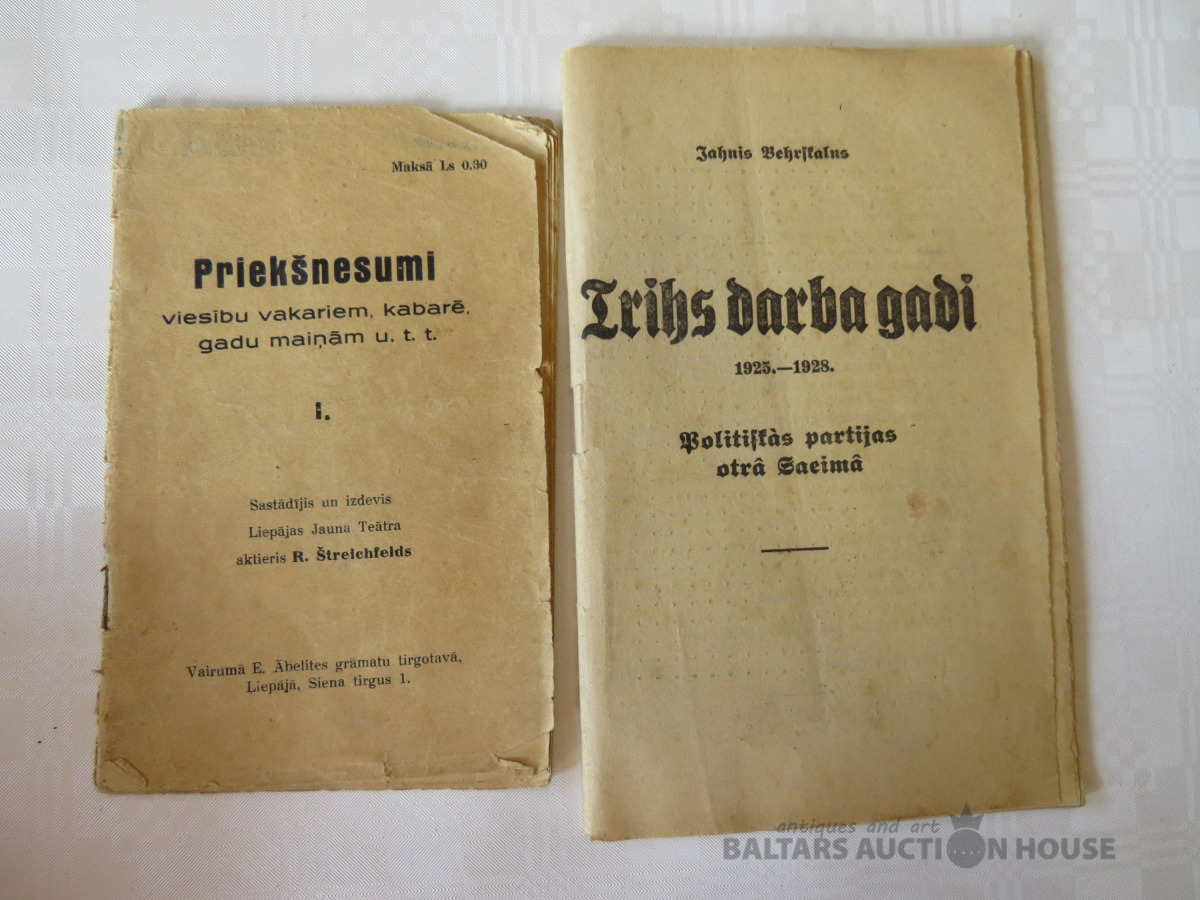 Maksā Ls 0.30
Priekšnesumi
viesību vakariem, kabarē,
gadu maiņām u. t. t.
I.
Sastādījis un izdevis
Liepājas Jaunā Teātra
aktieris R. Štreichfelds
Vairumā E. Ābelites grāmatu tirgotavā,
Liepājā, Siena tirgus 1.
Jahnis Behrſkalns
Trihs darba gadi
1925.—1928.
Politiſkàs partijas
otrâ Saeimâ
antiques and art
BALTARS AUCTION HOUSE